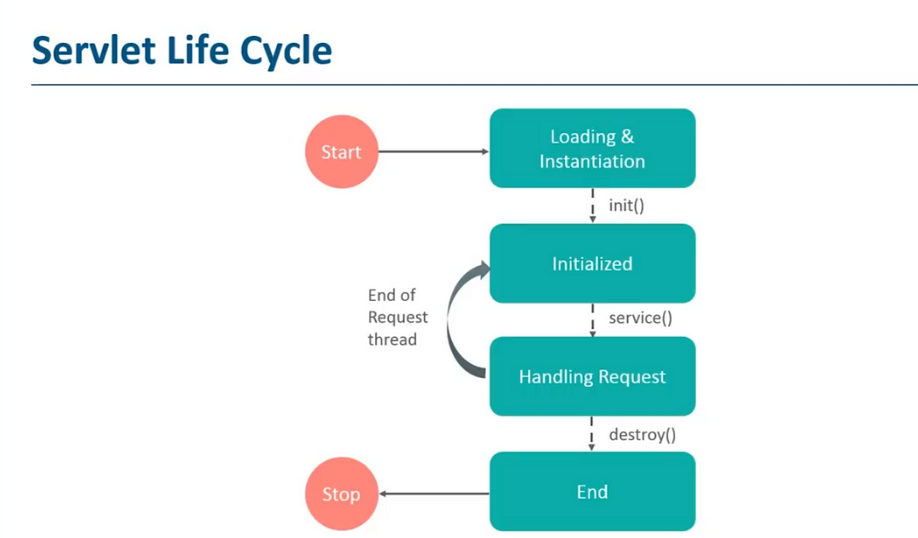 Servlet Life Cycle
Start
Loading &
Instantiation
init()
Initialized
End of
Request
thread
service()
Handling Request
destroy()
Stop
End